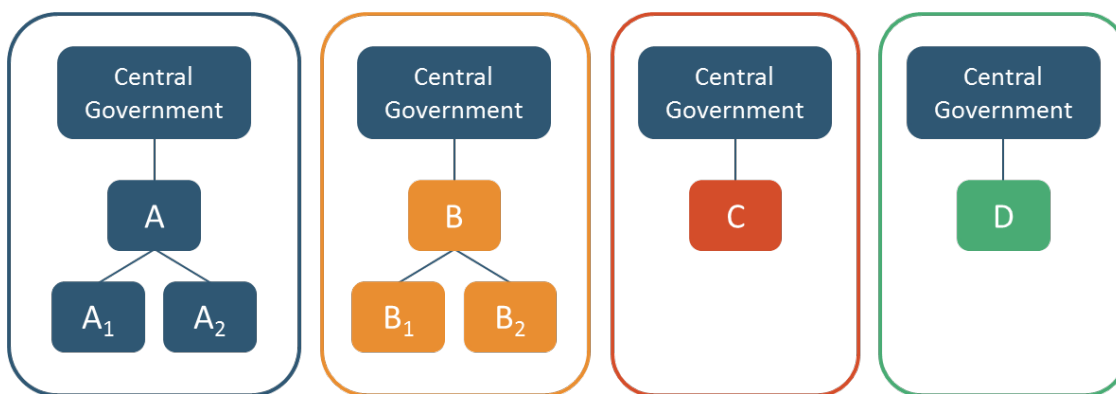 Central
Government
A
A₁
A₂
Central
Government
B
B₁
B₂
Central
Government
C
Central
Government
D